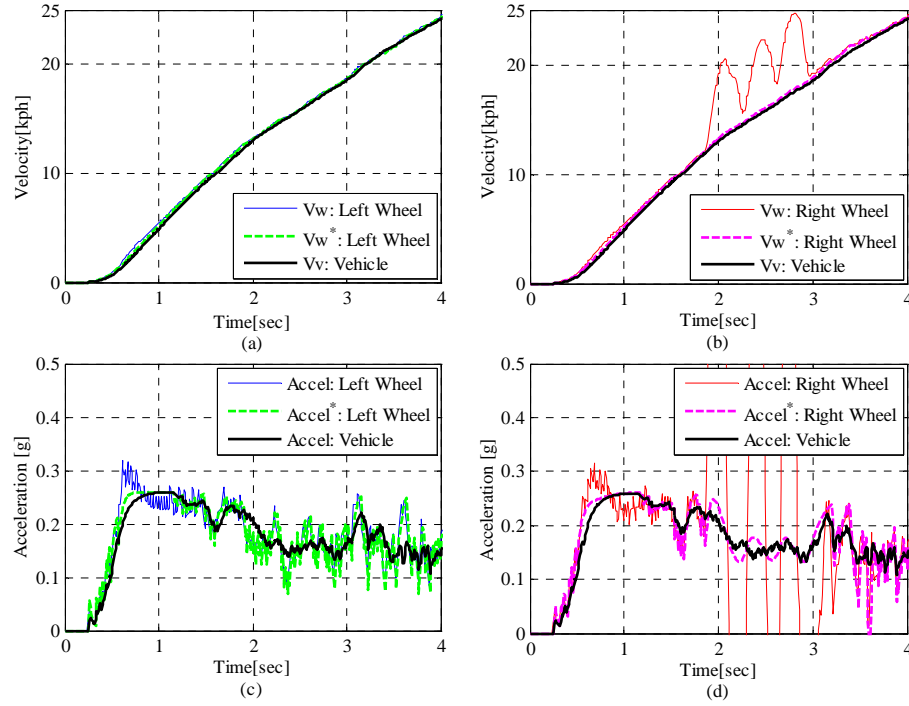 25
20
10
0
Velocity[kph]
Vw: Left Wheel
Vw*: Left Wheel
Vv: Vehicle
0 1 2 3 4
Time[sec]
(a)
25
20
10
0
Velocity[kph]
Vw: Right Wheel
Vw*: Right Wheel
Vv: Vehicle
0 1 2 3 4
Time[sec]
(b)
0.5
0.4
0.3
0.2
0.1
0
Acceleration [g]
Accel: Left Wheel
Accel*: Left Wheel
Accel: Vehicle
0 1 2 3 4
Time[sec]
(c)
0.5
0.4
0.3
0.2
0.1
0
Acceleration [g]
Accel: Right Wheel
Accel*: Right Wheel
Accel: Vehicle
0 1 2 3 4
Time[sec]
(d)